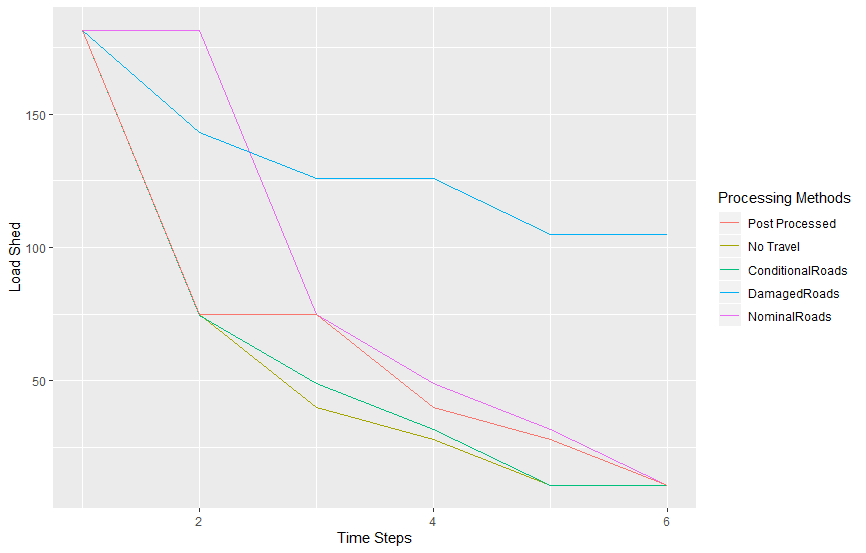 150
100
50
Load Shed
2
4
6
Time Steps
Processing Methods
Post Processed
No Travel
ConditionalRoads
DamagedRoads
NominalRoads